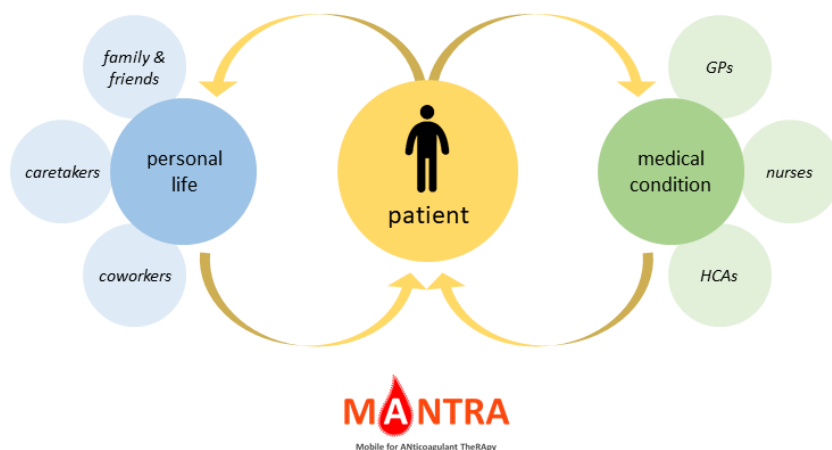 family &
friends
GPs
personal
life
medical
condition
caretakers
nurses
patient
coworkers
HCAs
MANTRA
Mobile for ANticoagulant TheRApy